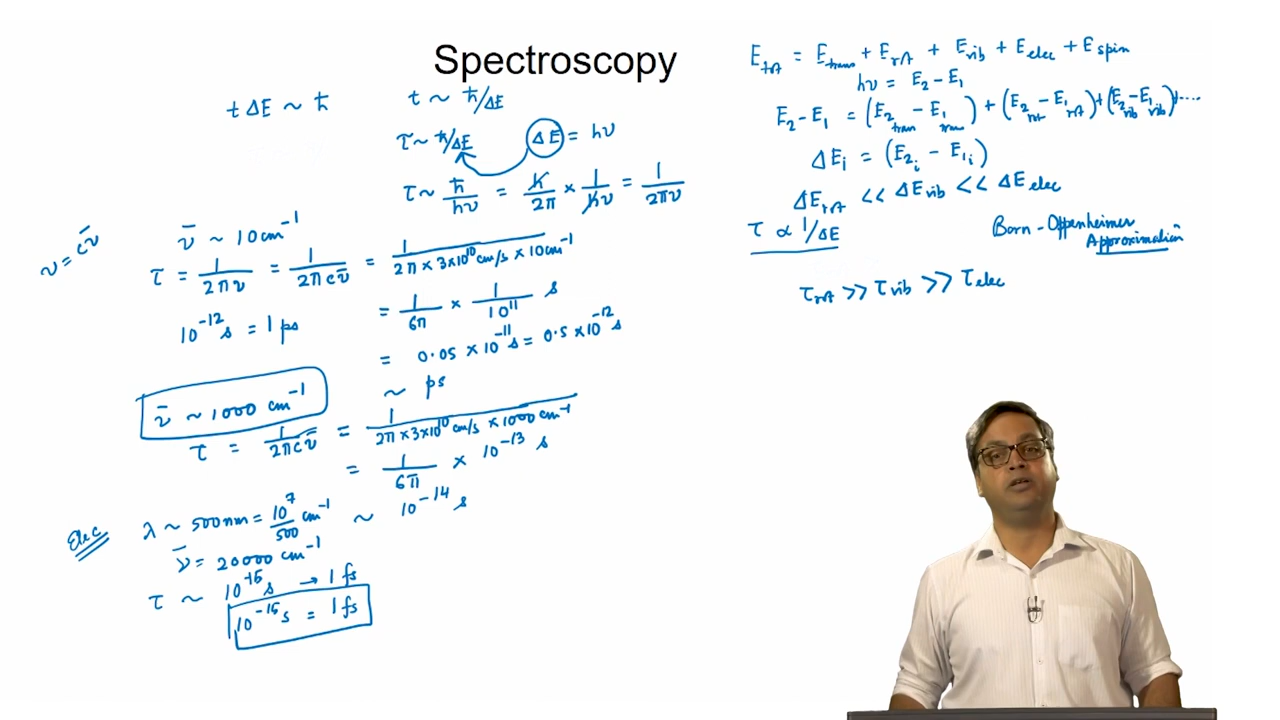 Spectroscopy
t ΔE ~ ħ
t ~ ħ/ΔE
τ ~ ħ/ΔE
ΔE = hν
τ ~ ħ/hν = h/2π × 1/hν = 1/2πν
ν = cν̄
ν̄ ~ 10 cm⁻¹
τ = 1/2πν = 1/2πcν̄ = 1/2π × 3×10¹⁰ cm/s × 10 cm⁻¹
10⁻¹² s = 1 ps
= 1/6π × 1/10¹¹ s
= 0.05 × 10⁻¹¹ s = 0.5 × 10⁻¹² s
~ ps
ν̄ ~ 1000 cm⁻¹
τ = 1/2πcν̄ = 1/2π × 3×10¹⁰ cm/s × 1000 cm⁻¹
= 1/6π × 10⁻¹³ s
~ 10⁻¹⁴ s
Elec
λ ~ 500 nm = 10⁷/500 cm⁻¹
ν̄ = 20000 cm⁻¹
τ ~ 10⁻¹⁵ s → 1 fs
10⁻¹⁵ s = 1 fs
E_tot = E_trans + E_rot + E_vib + E_elec + E_spin
hν = E₂ − E₁
E₂ − E₁ = (E₂trans − E₁trans) + (E₂rot − E₁rot) + (E₂vib − E₁vib) + ....
ΔEᵢ = (E₂ᵢ − E₁ᵢ)
ΔE_rot << ΔE_vib << ΔE_elec
τ ∝ 1/ΔE
Born-Oppenheimer
Approximation
τ_rot >> τ_vib >> τ_elec